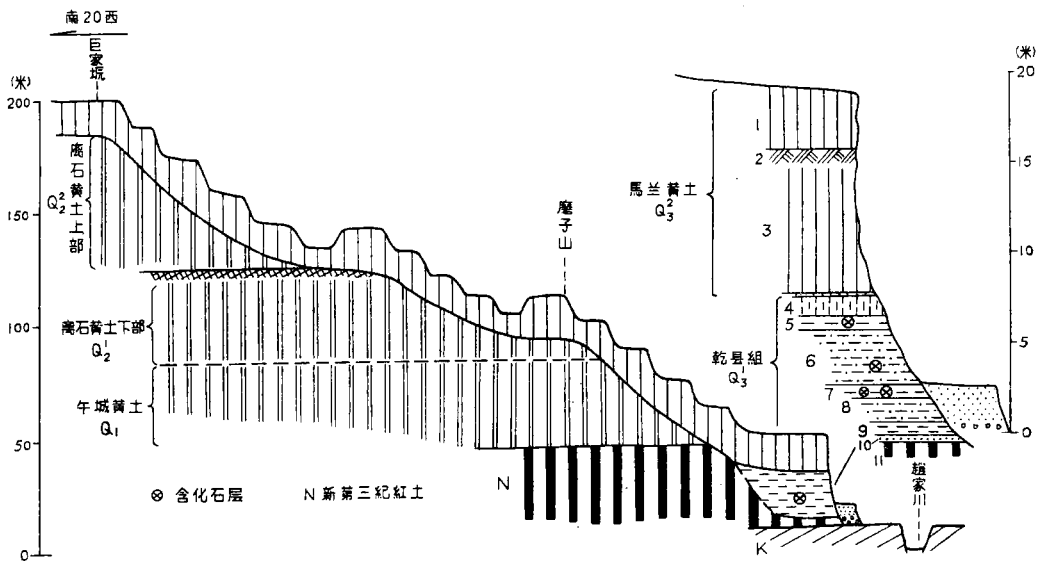 南20西
巨家塬
(米)
200
150
100
50
0
离石黄土上部
Q₂²
离石黄土下部
Q₂¹
午城黄土
Q₁
⊗ 含化石层
N 新第三纪紅土
N
K
磨子山
馬兰黄土
Q₃²
乾县組
Q₃¹
1
2
3
4
5
6
7
8
9
10
11
趙家川
(米)
20
15
10
5
0